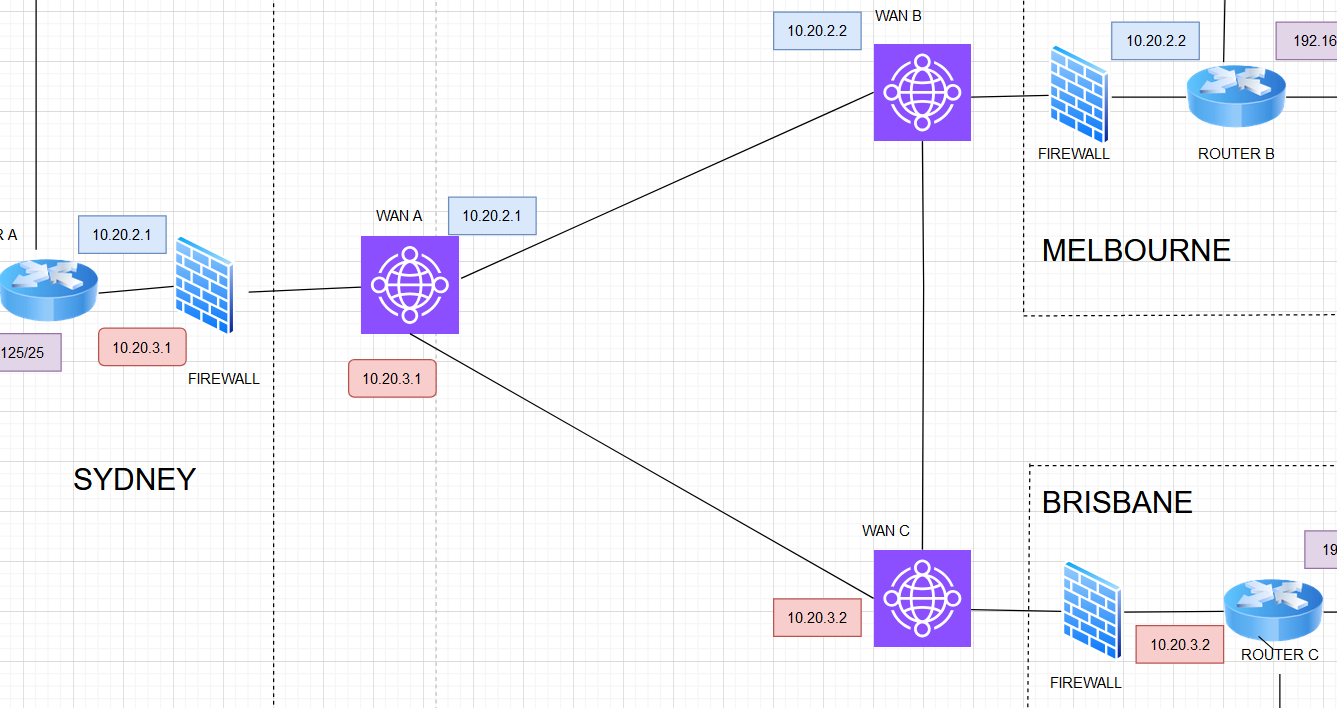 WAN B
10.20.2.2
10.20.2.2
192.16
FIREWALL
ROUTER B
MELBOURNE
WAN A
10.20.2.1
R A
10.20.2.1
125/25
10.20.3.1
FIREWALL
10.20.3.1
SYDNEY
BRISBANE
WAN C
19
10.20.3.2
10.20.3.2
ROUTER C
FIREWALL